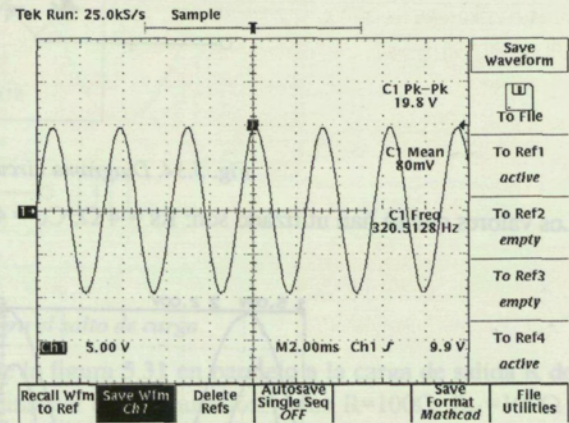 Tek Run: 25.0kS/s Sample
T
C1 Pk-Pk
19.8 V
C1 Mean
80mV
C1 Freq
320.5128 Hz
1
Ch1 5.00 V M2.00ms Ch1 9.9 V
Save
Waveform
To File
To Ref1
active
To Ref2
empty
To Ref3
empty
To Ref4
active
Recall Wfm
to Ref
Save Wfm
Ch1
Delete
Refs
Autosave
Single Seq
OFF
Save
Format
Mathcad
File
Utilities